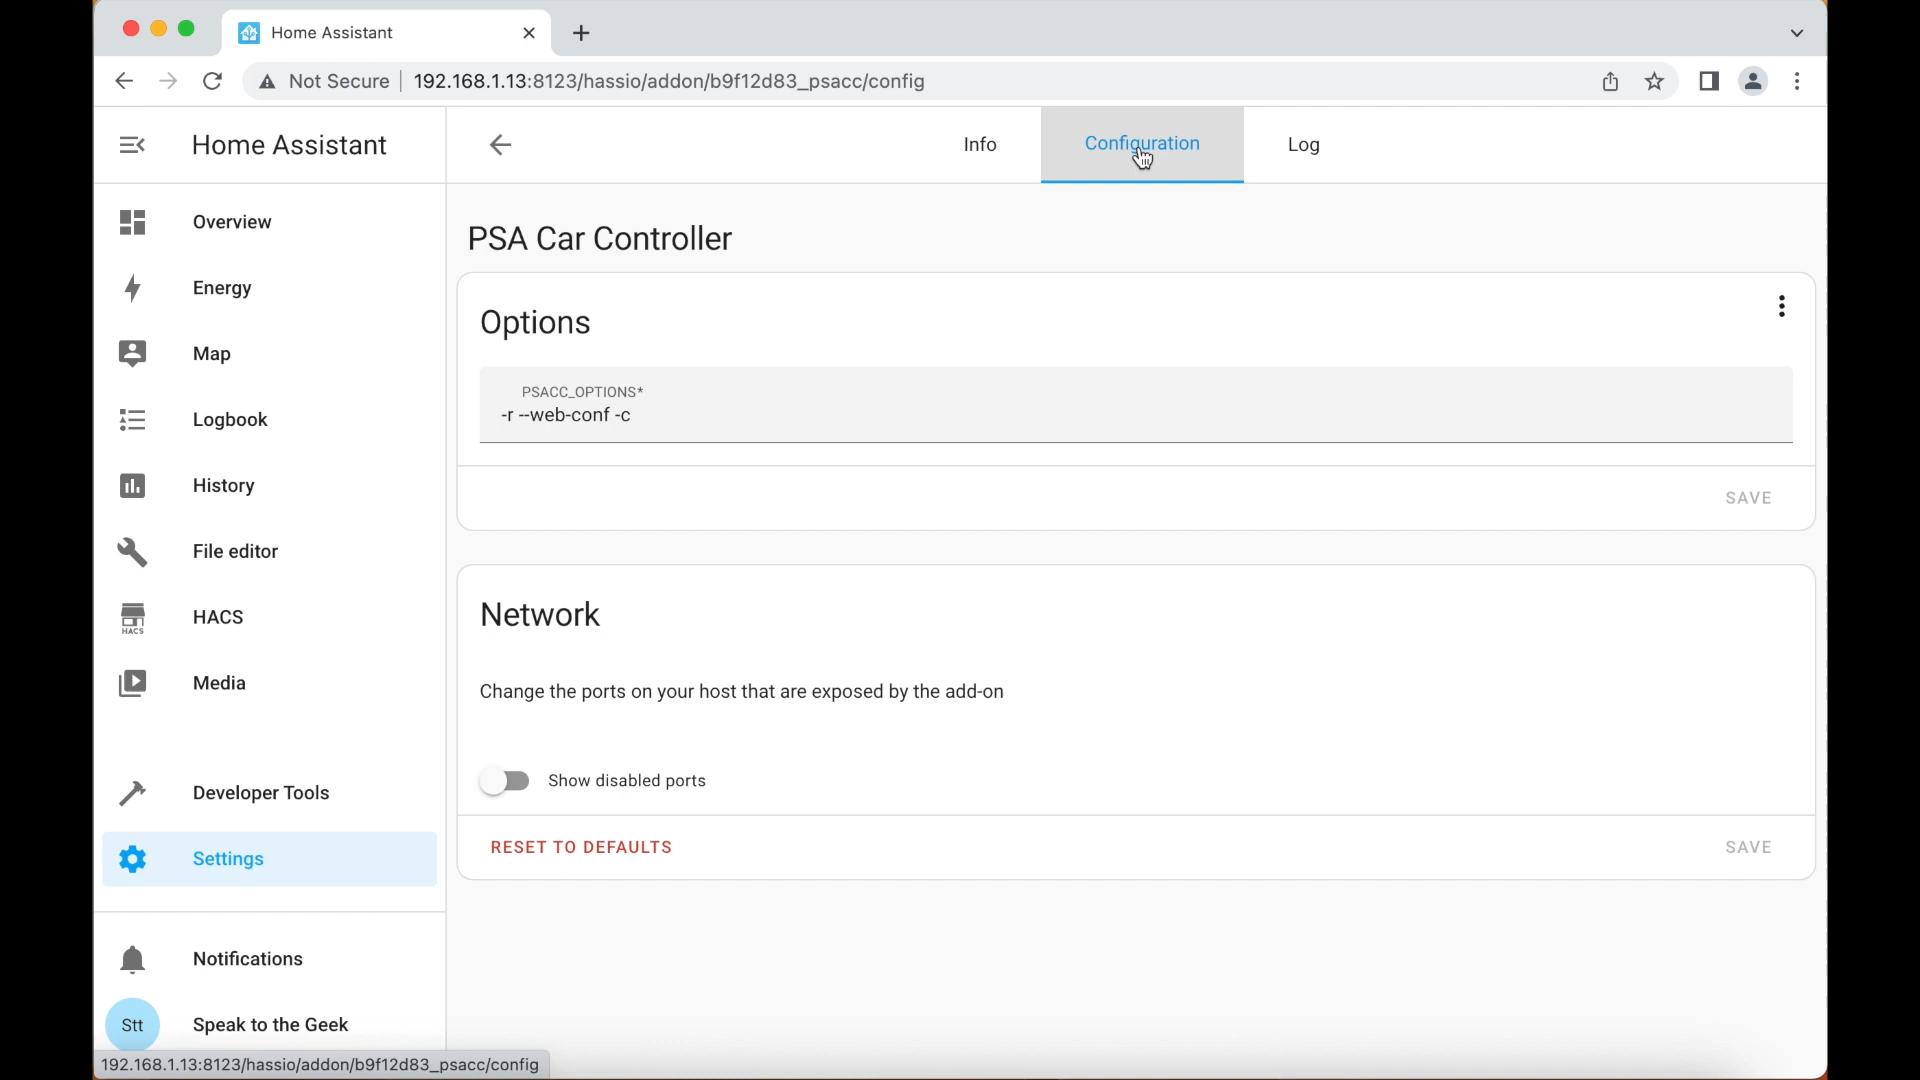 Home Assistant
Not Secure 192.168.1.13:8123/hassio/addon/b9f12d83_psacc/config
Home Assistant
Info
Configuration
Log
Overview
Energy
Map
Logbook
History
File editor
HACS
HACS
Media
Developer Tools
Settings
Notifications
Stt
Speak to the Geek
PSA Car Controller
Options
PSACC_OPTIONS*
-r --web-conf -c
SAVE
Network
Change the ports on your host that are exposed by the add-on
Show disabled ports
RESET TO DEFAULTS
SAVE
192.168.1.13:8123/hassio/addon/b9f12d83_psacc/config